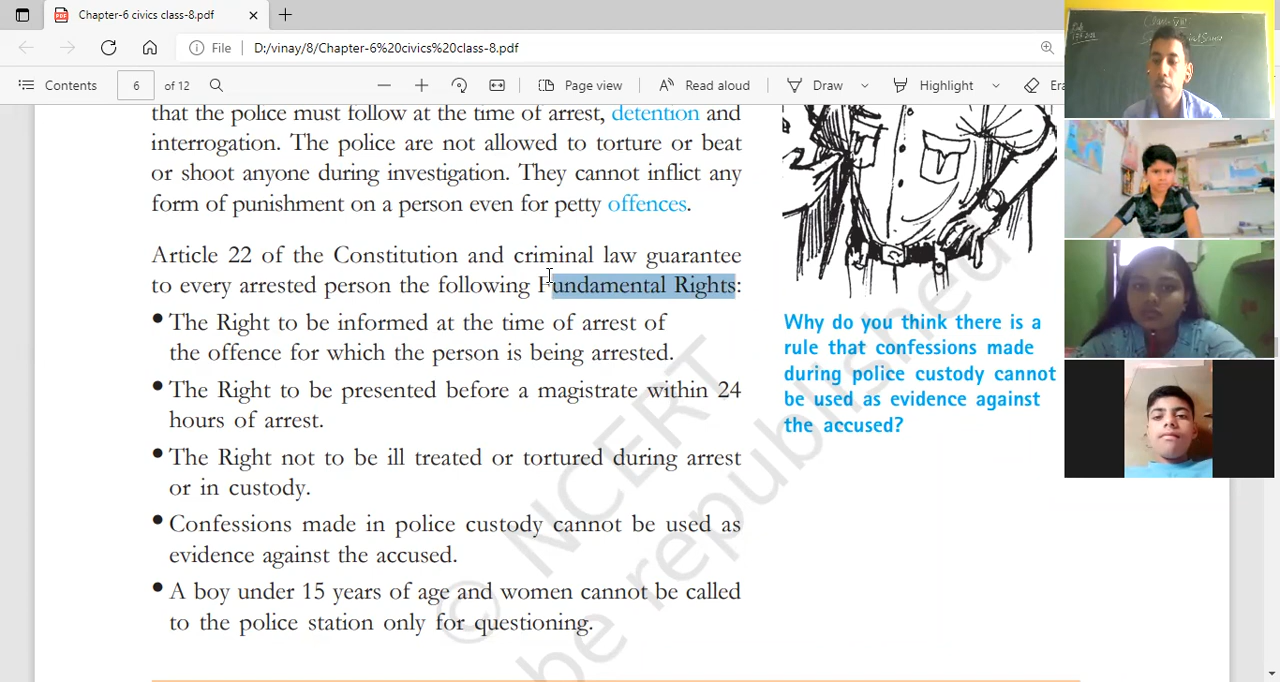 Chapter-6 civics class-8.pdf
File D:/vinay/8/Chapter-6%20civics%20class-8.pdf
Contents 6 of 12 Page view Read aloud Draw Highlight Era
that the police must follow at the time of arrest, detention and
interrogation. The police are not allowed to torture or beat
or shoot anyone during investigation. They cannot inflict any
form of punishment on a person even for petty offences.
Article 22 of the Constitution and criminal law guarantee
to every arrested person the following Fundamental Rights:
• The Right to be informed at the time of arrest of
the offence for which the person is being arrested.
• The Right to be presented before a magistrate within 24
hours of arrest.
• The Right not to be ill treated or tortured during arrest
or in custody.
• Confessions made in police custody cannot be used as
evidence against the accused.
• A boy under 15 years of age and women cannot be called
to the police station only for questioning.
Why do you think there is a
rule that confessions made
during police custody cannot
be used as evidence against
the accused?
© NCERT
be republished